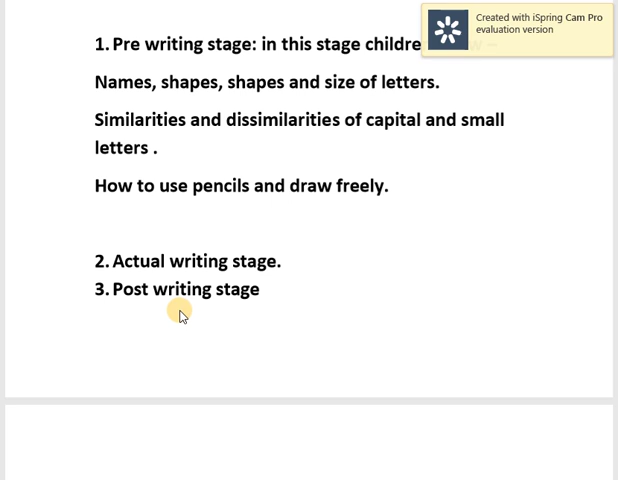 Created with iSpring Cam Pro
evaluation version
1. Pre writing stage: in this stage childre
Names, shapes, shapes and size of letters.
Similarities and dissimilarities of capital and small
letters .
How to use pencils and draw freely.
2. Actual writing stage.
3. Post writing stage